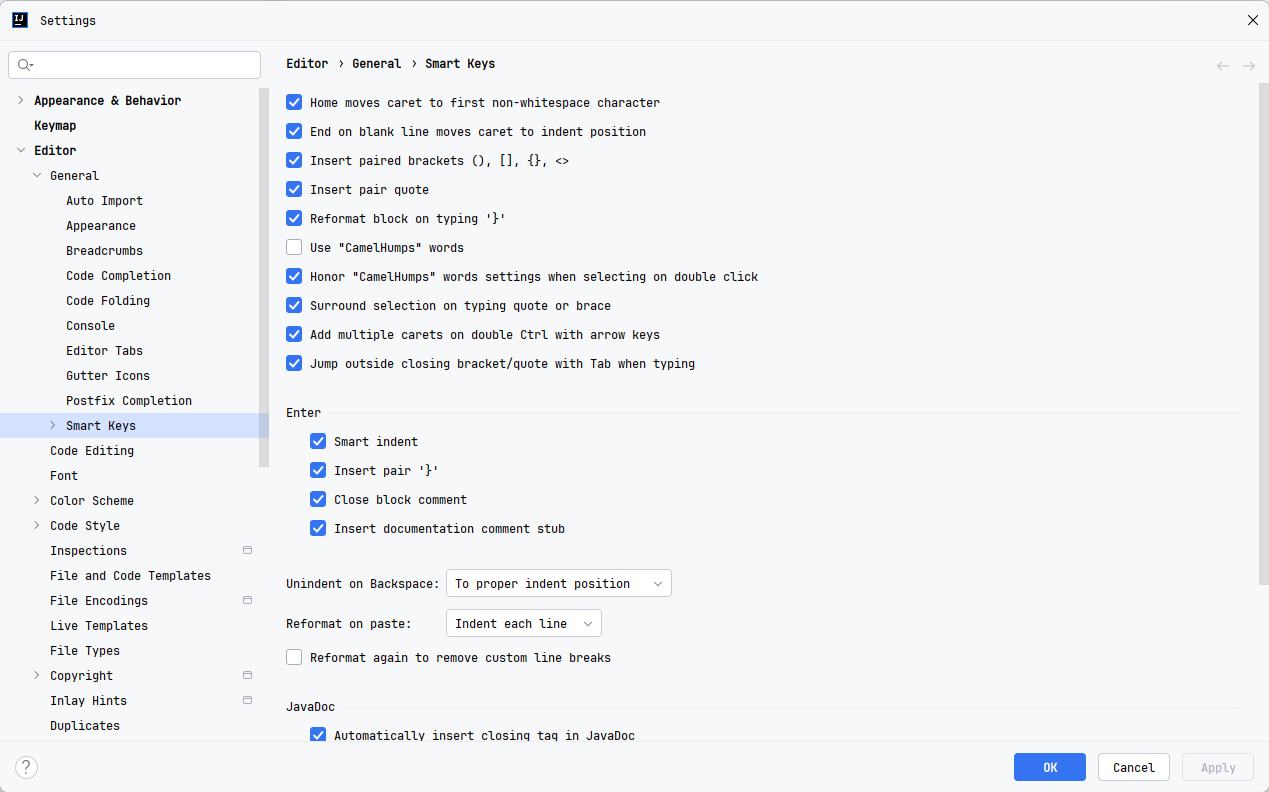 Settings
Editor › General › Smart Keys
Appearance & Behavior
Keymap
Editor
General
Auto Import
Appearance
Breadcrumbs
Code Completion
Code Folding
Console
Editor Tabs
Gutter Icons
Postfix Completion
Smart Keys
Code Editing
Font
Color Scheme
Code Style
Inspections
File and Code Templates
File Encodings
Live Templates
File Types
Copyright
Inlay Hints
Duplicates
Home moves caret to first non-whitespace character
End on blank line moves caret to indent position
Insert paired brackets (), [], {}, <>
Insert pair quote
Reformat block on typing '}'
Use "CamelHumps" words
Honor "CamelHumps" words settings when selecting on double click
Surround selection on typing quote or brace
Add multiple carets on double Ctrl with arrow keys
Jump outside closing bracket/quote with Tab when typing
Enter
Smart indent
Insert pair '}'
Close block comment
Insert documentation comment stub
Unindent on Backspace: To proper indent position
Reformat on paste: Indent each line
Reformat again to remove custom line breaks
JavaDoc
Automatically insert closing tag in JavaDoc
? OK Cancel Apply